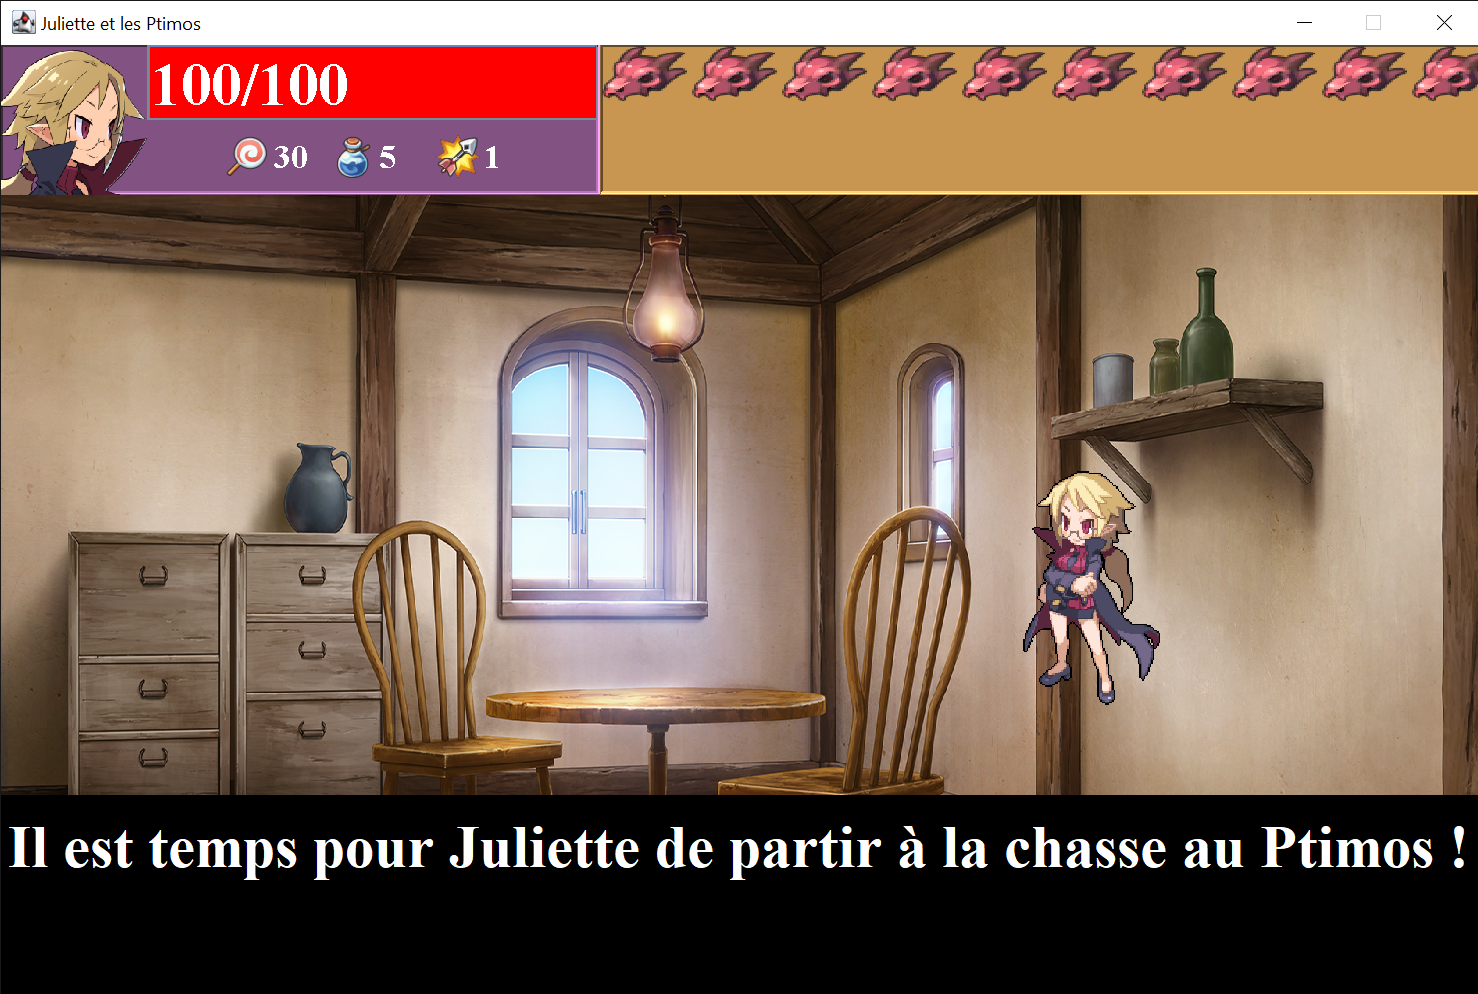 Juliette et les Ptimos
100/100
30 5 1
Il est temps pour Juliette de partir à la chasse au Ptimos !